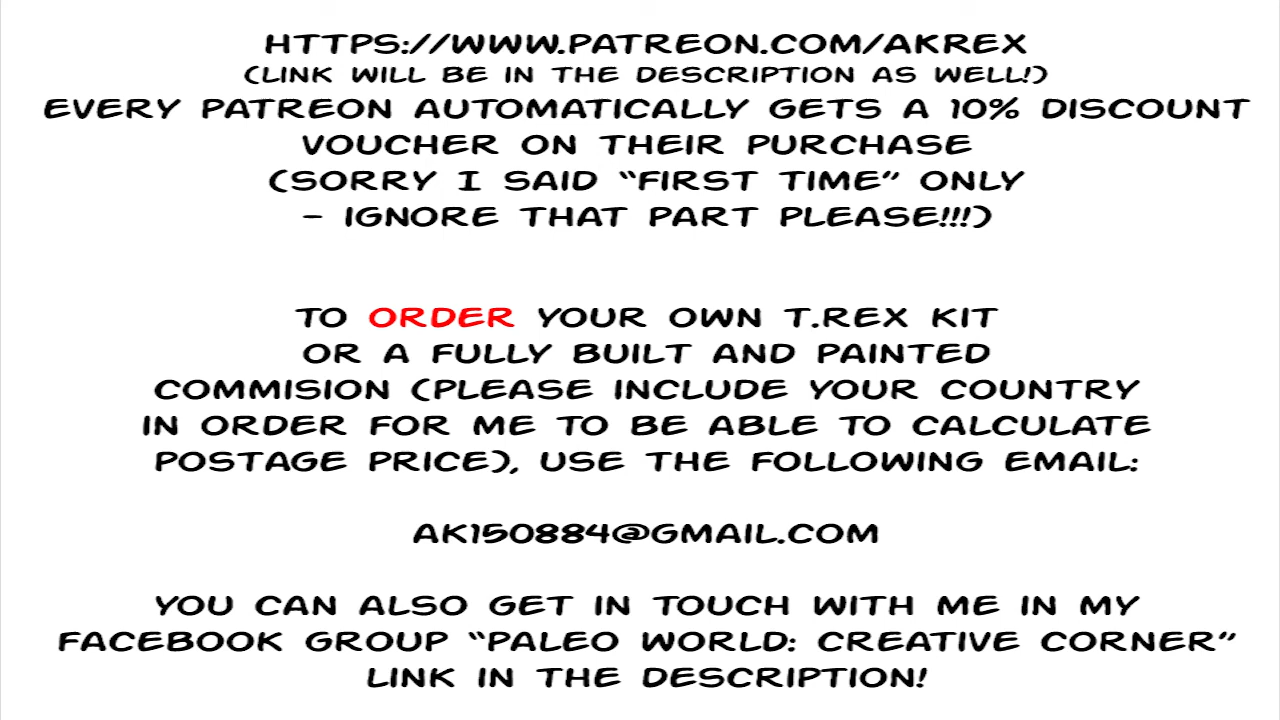 HTTPS://WWW.PATREON.COM/AKREX
(LINK WILL BE IN THE DESCRIPTION AS WELL!)
EVERY PATREON AUTOMATICALLY GETS A 10% DISCOUNT
VOUCHER ON THEIR PURCHASE
(SORRY I SAID "FIRST TIME" ONLY
- IGNORE THAT PART PLEASE!!!)
TO ORDER YOUR OWN T.REX KIT
OR A FULLY BUILT AND PAINTED
COMMISION (PLEASE INCLUDE YOUR COUNTRY
IN ORDER FOR ME TO BE ABLE TO CALCULATE
POSTAGE PRICE), USE THE FOLLOWING EMAIL:
AK150884@GMAIL.COM
YOU CAN ALSO GET IN TOUCH WITH ME IN MY
FACEBOOK GROUP "PALEO WORLD: CREATIVE CORNER"
LINK IN THE DESCRIPTION!